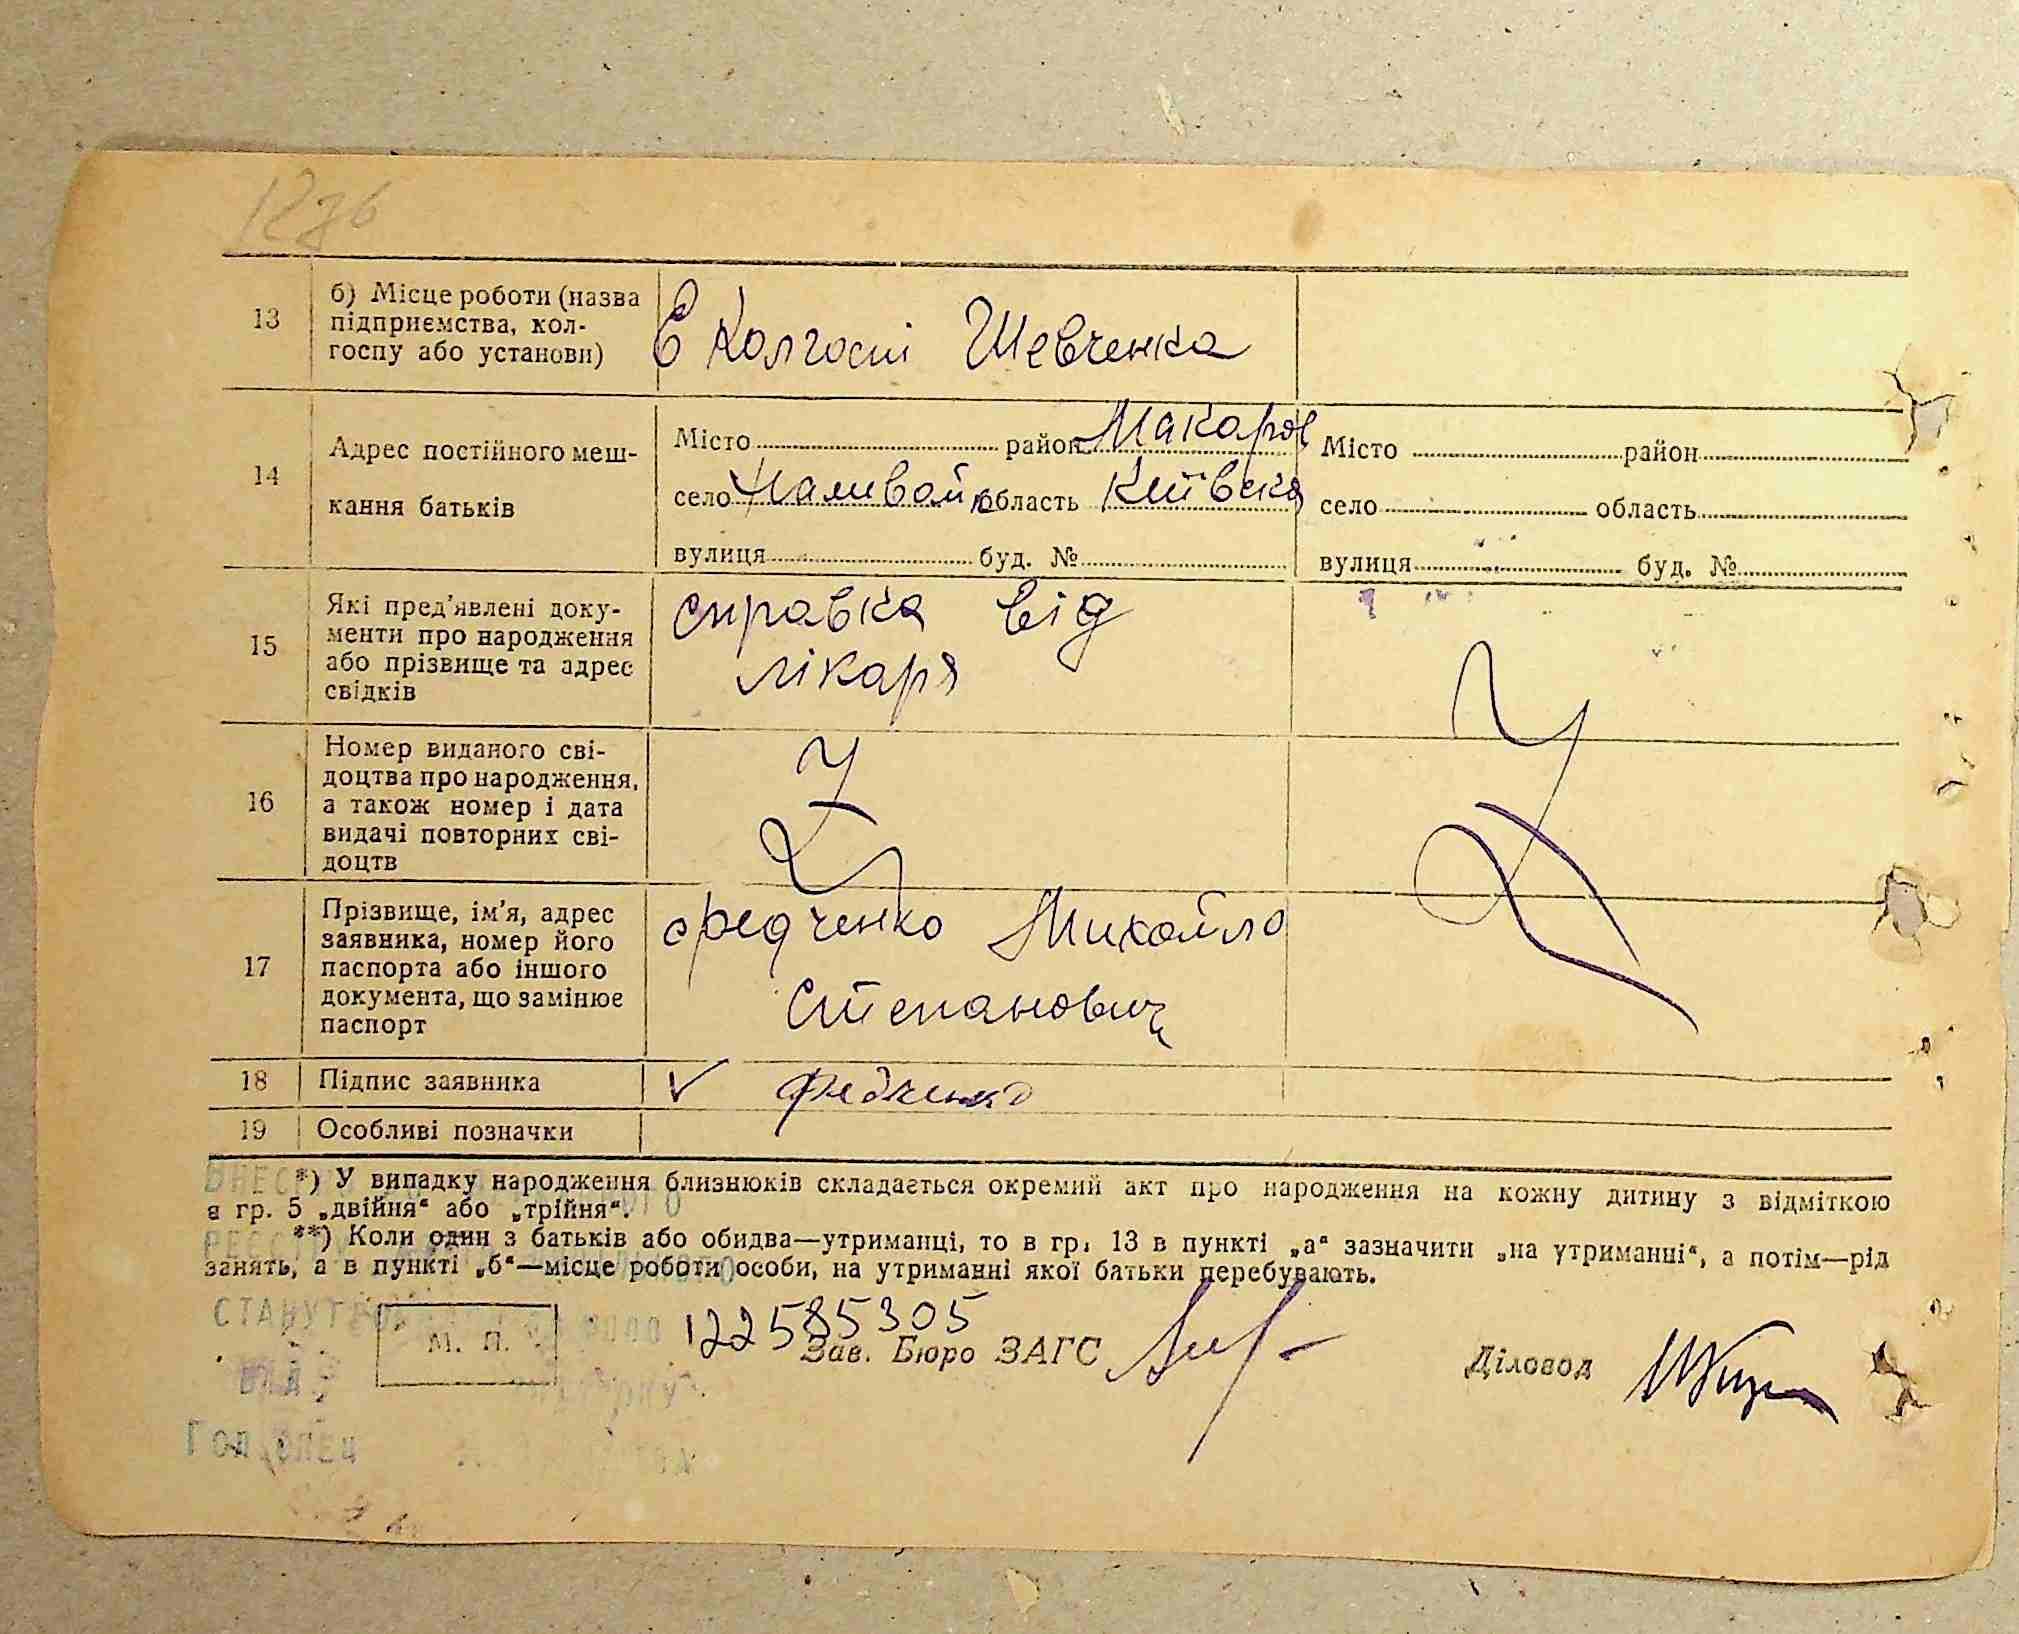 13
б) Місце роботи (назва
підприємства, кол-
госпу або установи)
Колгоспі Шевченка
14
Адрес постійного меш-
кання батьків
Місто район Макарів
село область Київска
вулиця буд. №
Місто район
село область
вулиця буд. №
15
Які пред'явлені доку-
менти про народження
або прізвище та адрес
свідків
справка від
лікаря
16
Номер виданого сві-
доцтва про народження,
а також номер і дата
видачі повторних сві-
доцтв
17
Прізвище, ім'я, адрес
заявника, номер його
паспорта або іншого
документа, що замінює
паспорт
Федченко Михайло
Степанович
18
Підпис заявника
Федченко
19
Особливі позначки
*) У випадку народження близнюків складається окремий акт про народження на кожну дитину з відміткою
в гр. 5 „двійня“ або „трійня“.
**) Коли один з батьків або обидва—утриманці, то в гр. 13 в пункті „а“ зазначити „на утриманні“, а потім—рід
занять, а в пункті „б“—місце роботи особи, на утриманні якої батьки перебувають.
М. П.
122585305
Зав. Бюро ЗАГС
Діловод